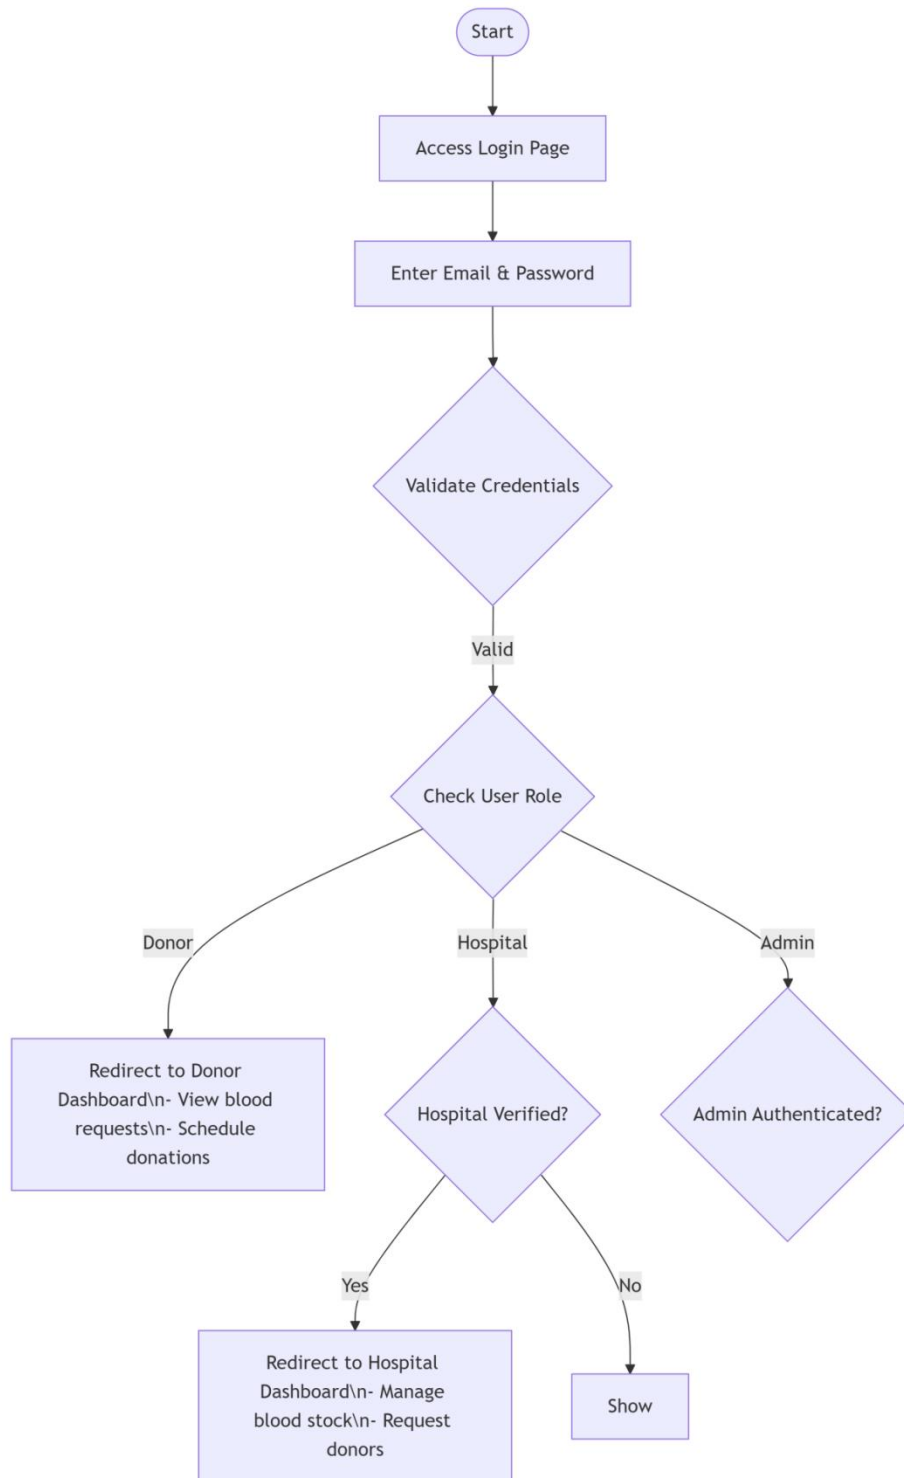 Start
Access Login Page
Enter Email & Password
Validate Credentials
Valid
Check User Role
Donor
Hospital
Admin
Redirect to Donor
Dashboard\n- View blood
requests\n- Schedule
donations
Hospital Verified?
Admin Authenticated?
Yes
No
Redirect to Hospital
Dashboard\n- Manage
blood stock\n- Request
donors
Show